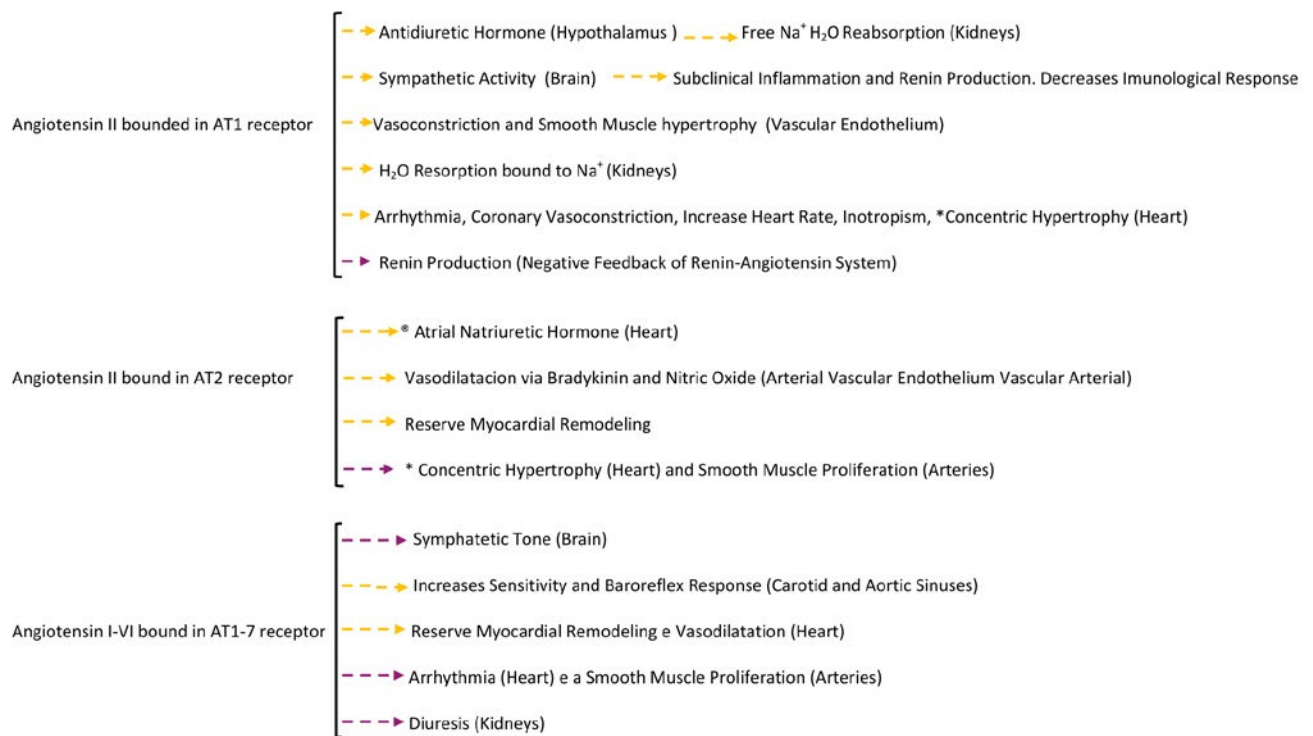 Antidiuretic Hormone (Hypothalamus ) Free Na⁺ H₂O Reabsorption (Kidneys)
Sympathetic Activity (Brain) Subclinical Inflammation and Renin Production. Decreases Imunological Response
Angiotensin II bounded in AT1 receptor
Vasoconstriction and Smooth Muscle hypertrophy (Vascular Endothelium)
H₂O Resorption bound to Na⁺ (Kidneys)
Arrhythmia, Coronary Vasoconstriction, Increase Heart Rate, Inotropism, *Concentric Hypertrophy (Heart)
Renin Production (Negative Feedback of Renin-Angiotensin System)
® Atrial Natriuretic Hormone (Heart)
Angiotensin II bound in AT2 receptor
Vasodilatacion via Bradykinin and Nitric Oxide (Arterial Vascular Endothelium Vascular Arterial)
Reserve Myocardial Remodeling
* Concentric Hypertrophy (Heart) and Smooth Muscle Proliferation (Arteries)
Symphatetic Tone (Brain)
Increases Sensitivity and Baroreflex Response (Carotid and Aortic Sinuses)
Angiotensin I-VI bound in AT1-7 receptor
Reserve Myocardial Remodeling e Vasodilatation (Heart)
Arrhythmia (Heart) e a Smooth Muscle Proliferation (Arteries)
Diuresis (Kidneys)